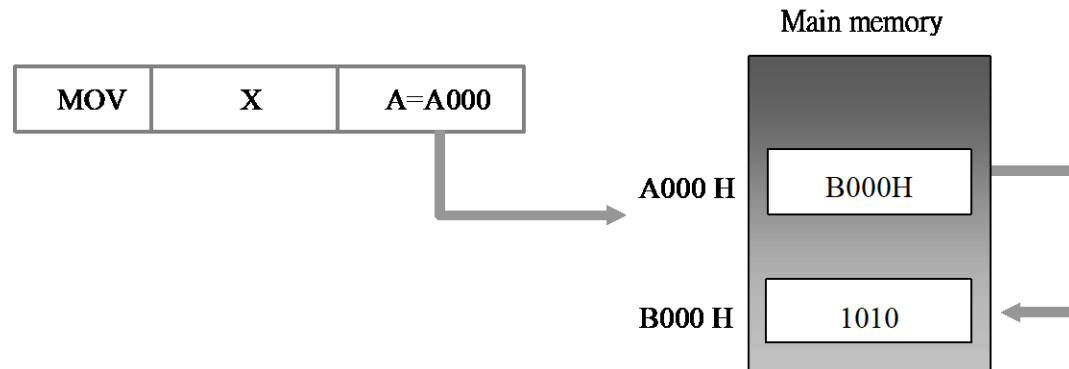 Main memory
MOV X A=A000
A000 H B000H
B000 H 1010